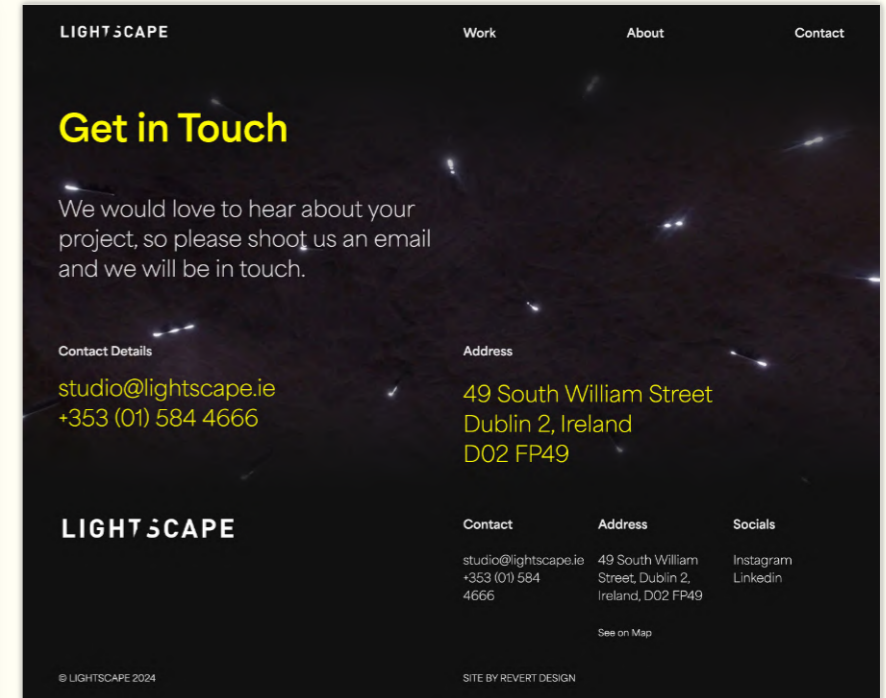 LIGHTSCAPE
Work
About
Contact
Get in Touch
We would love to hear about your
project, so please shoot us an email
and we will be in touch.
Contact Details
studio@lightscape.ie
+353 (01) 584 4666
Address
49 South William Street
Dublin 2, Ireland
D02 FP49
LIGHTSCAPE
Contact
studio@lightscape.ie
+353 (01) 584
4666
Address
49 South William
Street, Dublin 2,
Ireland, D02 FP49
See on Map
Socials
Instagram
Linkedin
© LIGHTSCAPE 2024
SITE BY REVERT DESIGN